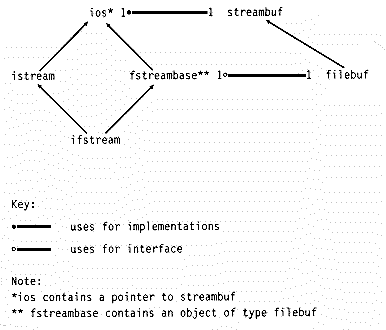 ios* 1 1 streambuf
istream fstreambase** 1 1 filebuf
ifstream
Key:
uses for implementations
uses for interface
Note:
*ios contains a pointer to streambuf
** fstreambase contains an object of type filebuf